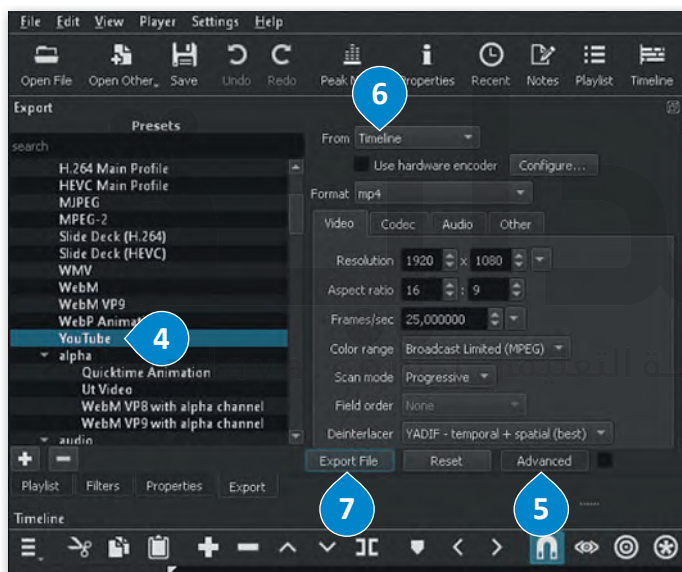 File Edit View Player Settings Help
Open File Open Other... Save Undo Redo Peak M Properties Recent Notes Playlist Timeline
Export
Presets
search
H.264 Main Profile
HEVC Main Profile
MJPEG
MPEG-2
Slide Deck (H.264)
Slide Deck (HEVC)
WMV
WebM
WebM VP9
WebP Animat
YouTube
alpha
Quicktime Animation
Ut Video
WebM VP8 with alpha channel
WebM VP9 with alpha channel
audio
4
6
From Timeline
Use hardware encoder Configure...
Format mp4
Video Codec Audio Other
Resolution 1920 x 1080
Aspect ratio 16 : 9
Frames/sec 25,000000
Color range Broadcast Limited (MPEG)
Scan mode Progressive
Field order None
Deinterlacer YADIF - temporal + spatial (best)
Export File Reset Advanced
7
5
Playlist Filters Properties Export
Timeline